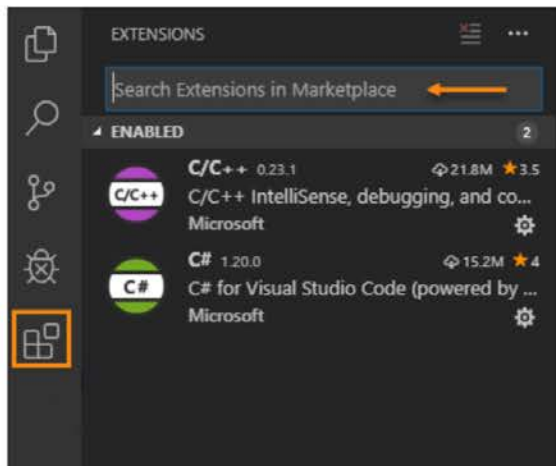 EXTENSIONS
Search Extensions in Marketplace
ENABLED 2
C/C++ 0.23.1 21.8M 3.5
C/C++ C/C++ IntelliSense, debugging, and co...
Microsoft
C# 1.20.0 15.2M 4
C# C# for Visual Studio Code (powered by ...
Microsoft